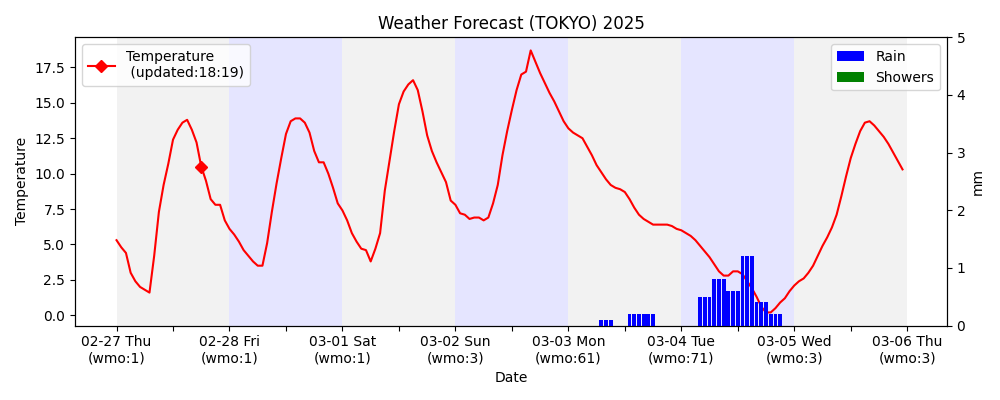 Weather Forecast (TOKYO) 2025
Temperature
(updated:18:19)
Rain
Showers
Temperature
17.5
15.0
12.5
10.0
7.5
5.0
2.5
0.0
5
4
3
2
1
0
mm
02-27 Thu
(wmo:1)
02-28 Fri
(wmo:1)
03-01 Sat
(wmo:1)
03-02 Sun
(wmo:3)
03-03 Mon
(wmo:61)
03-04 Tue
(wmo:71)
03-05 Wed
(wmo:3)
03-06 Thu
(wmo:3)
Date